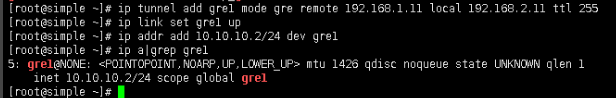 [root@simple ~]# ip tunnel add gre1 mode gre remote 192.168.1.11 local 192.168.2.11 ttl 255
[root@simple ~]# ip link set gre1 up
[root@simple ~]# ip addr add 10.10.10.2/24 dev gre1
[root@simple ~]# ip a|grep gre1
5: gre1@NONE: <POINTOPOINT,NOARP,UP,LOWER_UP> mtu 1426 qdisc noqueue state UNKNOWN qlen 1
    inet 10.10.10.2/24 scope global gre1
[root@simple ~]#